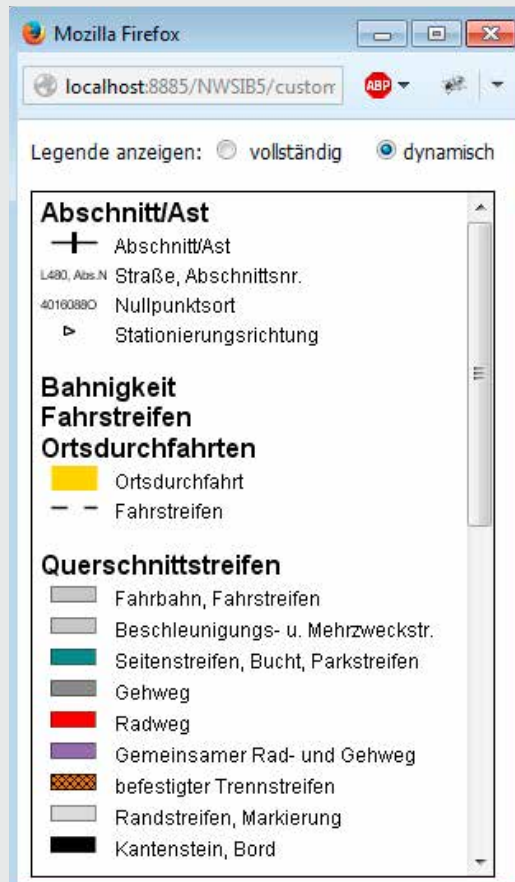 Mozilla Firefox
localhost:8885/NWSIB5/custom
ABP
Legende anzeigen: vollständig dynamisch
Abschnitt/Ast
Abschnitt/Ast
L480, Abs.N Straße, Abschnittsnr.
4016088O Nullpunktsort
Stationierungsrichtung
Bahnigkeit
Fahrstreifen
Ortsdurchfahrten
Ortsdurchfahrt
Fahrstreifen
Querschnittstreifen
Fahrbahn, Fahrstreifen
Beschleunigungs- u. Mehrzweckstr.
Seitenstreifen, Bucht, Parkstreifen
Gehweg
Radweg
Gemeinsamer Rad- und Gehweg
befestigter Trennstreifen
Randstreifen, Markierung
Kantenstein, Bord